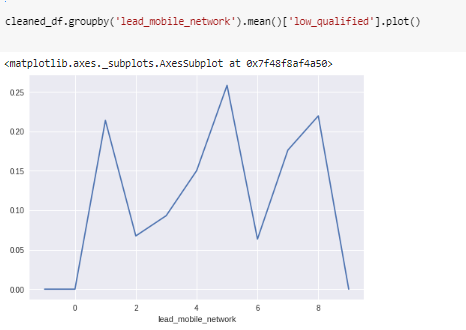 cleaned_df.groupby('lead_mobile_network').mean()['low_qualified'].plot()
<matplotlib.axes._subplots.AxesSubplot at 0x7f48f8af4a50>
0.25
0.20
0.15
0.10
0.05
0.00
0 2 4 6 8
lead_mobile_network